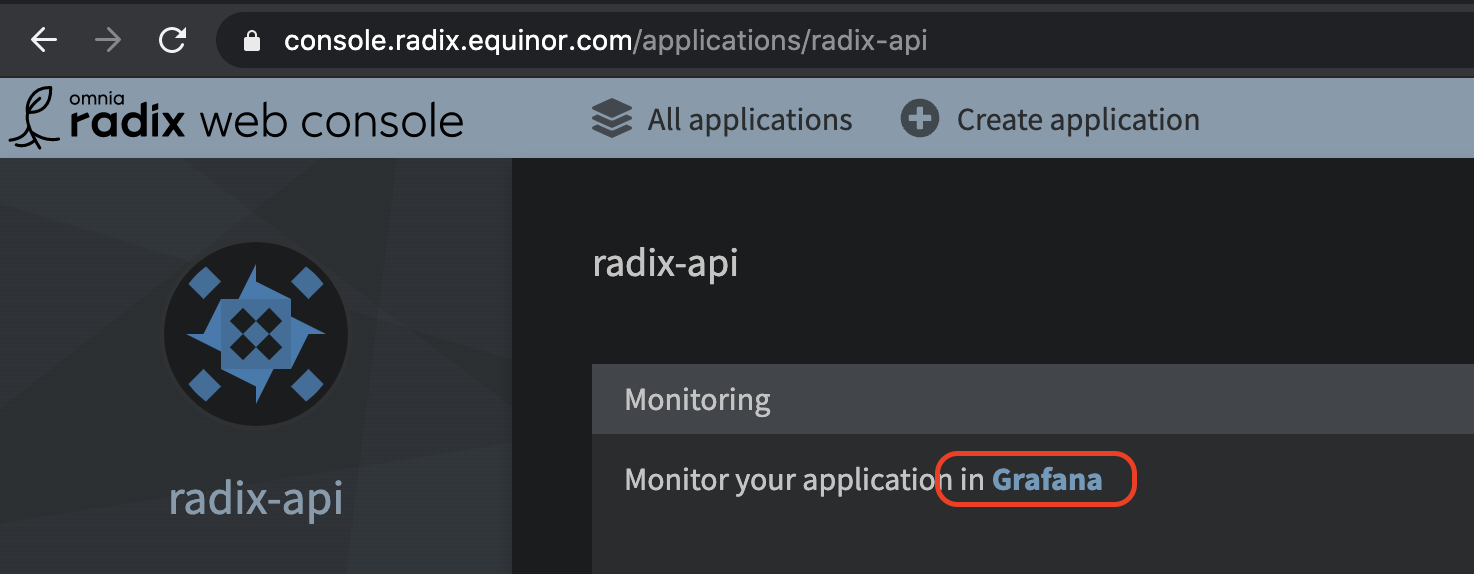 console.radix.equinor.com/applications/radix-api
omnia
radix web console
All applications
Create application
radix-api
radix-api
Monitoring
Monitor your application in Grafana